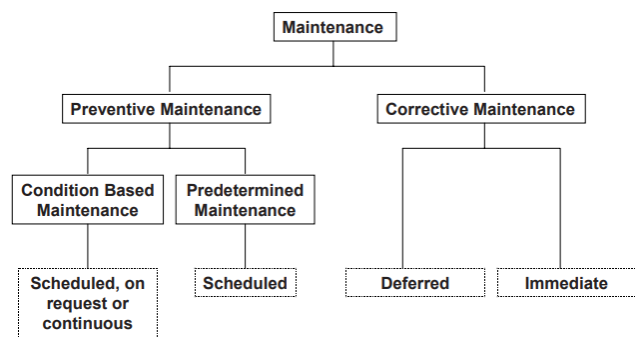 Maintenance
Preventive Maintenance
Corrective Maintenance
Condition Based
Maintenance
Predetermined
Maintenance
Scheduled, on
request or
continuous
Scheduled
Deferred
Immediate